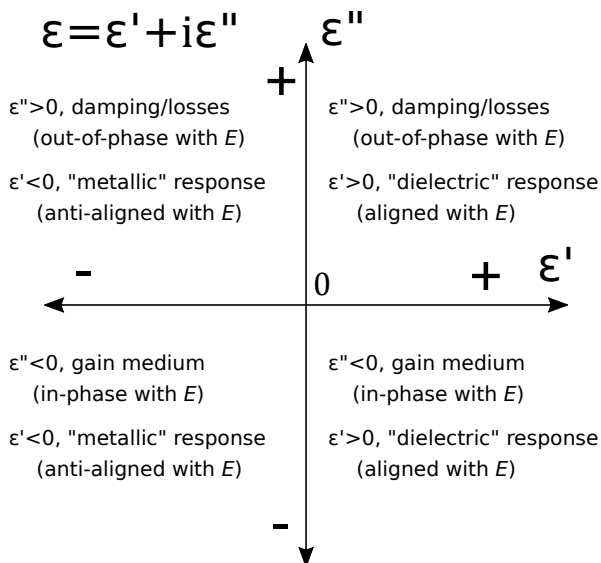 ε=ε'+iε"
ε"
+
ε">0, damping/losses
(out-of-phase with E)
ε'<0, "metallic" response
(anti-aligned with E)
ε">0, damping/losses
(out-of-phase with E)
ε'>0, "dielectric" response
(aligned with E)
-
0
+
ε'
ε"<0, gain medium
(in-phase with E)
ε'<0, "metallic" response
(anti-aligned with E)
ε"<0, gain medium
(in-phase with E)
ε'>0, "dielectric" response
(aligned with E)
-